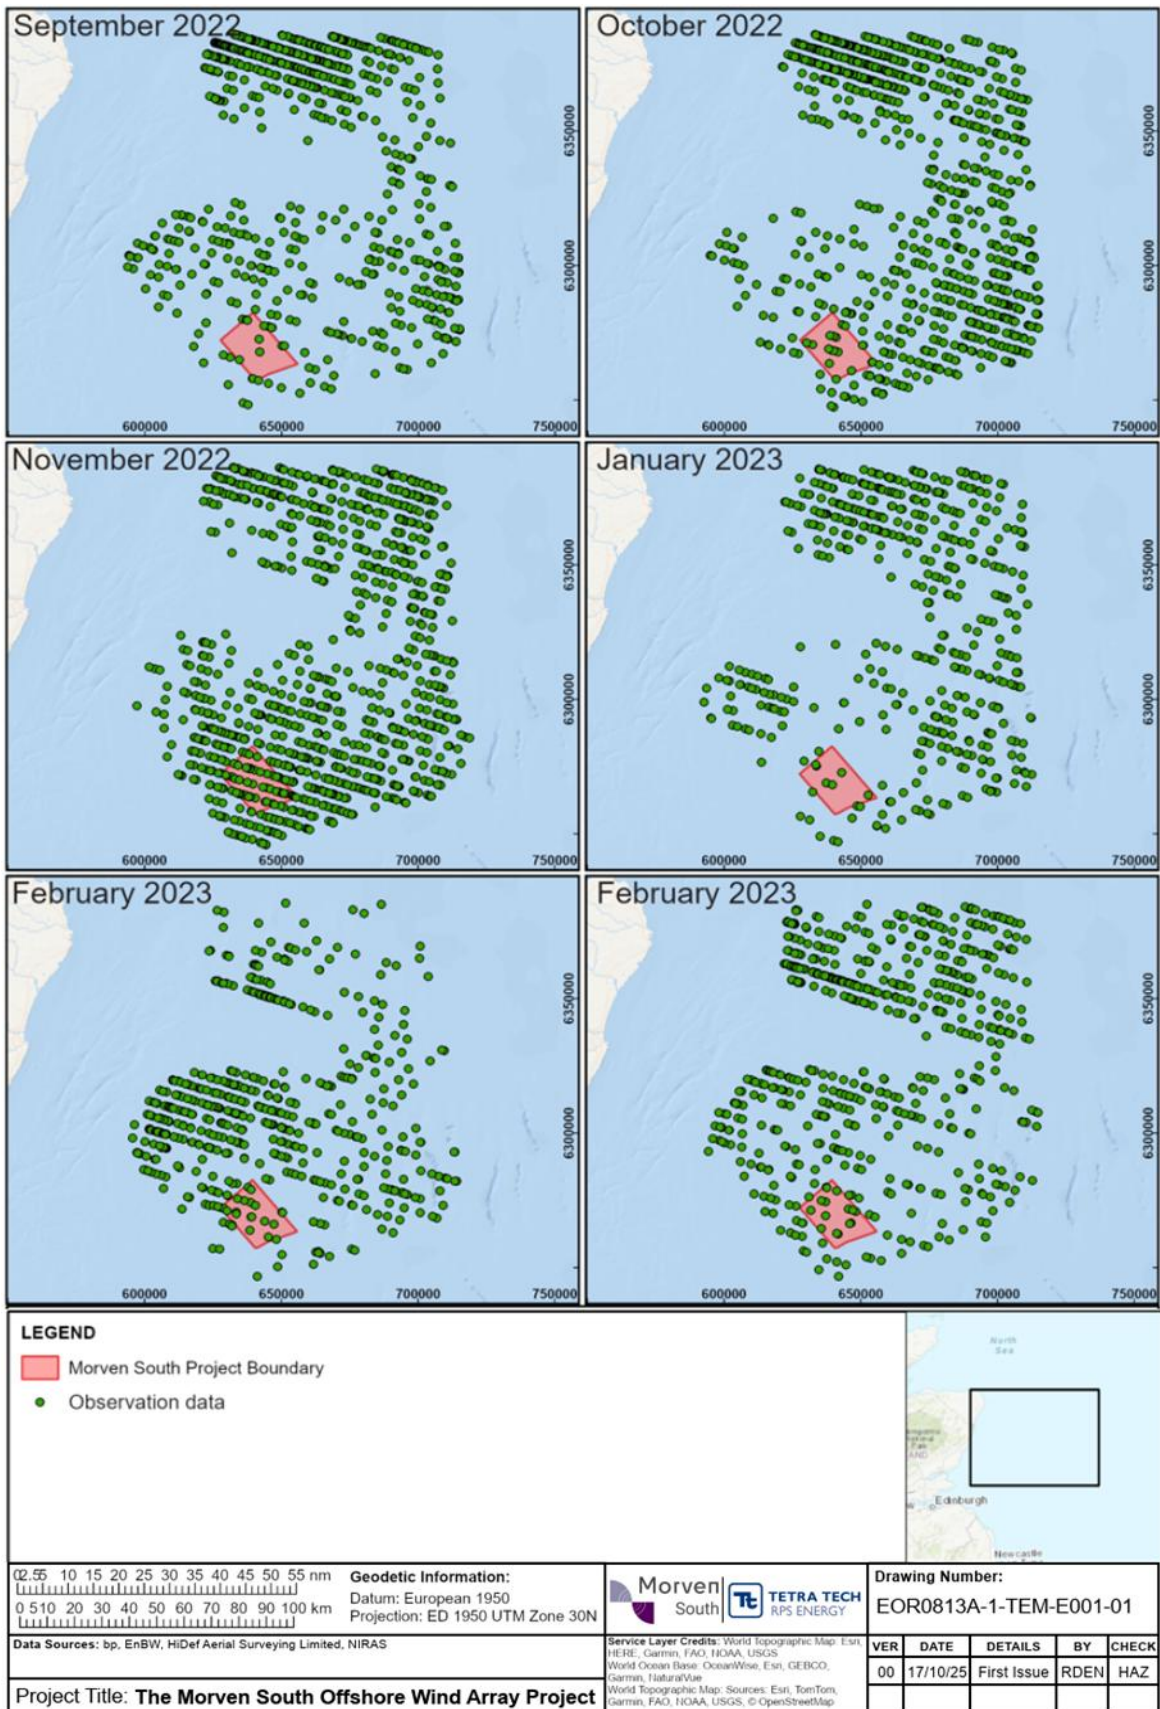 September 2022
October 2022
6350000
6300000
600000 650000 700000 750000
6350000
6300000
600000 650000 700000 750000
November 2022
January 2023
6350000
6300000
600000 650000 700000 750000
6350000
6300000
600000 650000 700000 750000
February 2023
February 2023
6350000
6300000
600000 650000 700000 750000
6350000
6300000
600000 650000 700000 750000
LEGEND
Morven South Project Boundary
Observation data
North
Sea
Edinburgh
Newcastle
0 2.5 5 10 15 20 25 30 35 40 45 50 55 nm
0 5 10 20 30 40 50 60 70 80 90 100 km
Geodetic Information:
Datum: European 1950
Projection: ED 1950 UTM Zone 30N
Morven
South
Tt
TETRA TECH
RPS ENERGY
Drawing Number:
EOR0813A-1-TEM-E001-01
Data Sources: bp, EnBW, HiDef Aerial Surveying Limited, NIRAS
Service Layer Credits: World Topographic Map: Esri,
HERE, Garmin, FAO, NOAA, USGS
World Ocean Base: OceanWise, Esri, GEBCO,
Garmin, NaturalVue
World Topographic Map: Sources: Esri, TomTom,
Garmin, FAO, NOAA, USGS, © OpenStreetMap
VER DATE DETAILS BY CHECK
00 17/10/25 First Issue RDEN HAZ
Project Title: The Morven South Offshore Wind Array Project